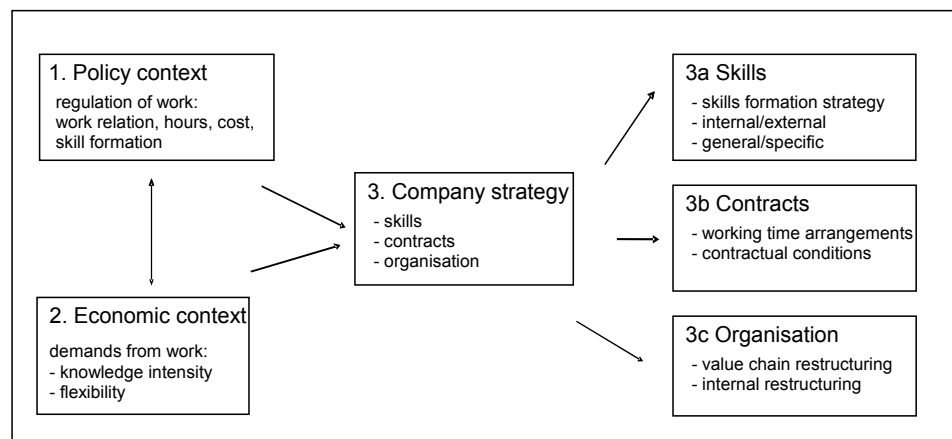 1. Policy context
regulation of work:
work relation, hours, cost,
skill formation
2. Economic context
demands from work:
- knowledge intensity
- flexibility
3. Company strategy
- skills
- contracts
- organisation
3a Skills
- skills formation strategy
- internal/external
- general/specific
3b Contracts
- working time arrangements
- contractual conditions
3c Organisation
- value chain restructuring
- internal restructuring